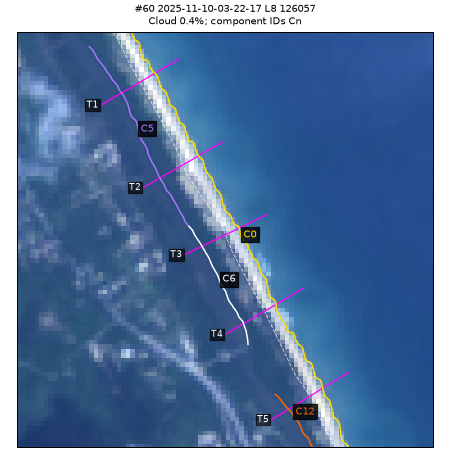 #60 2025-11-10-03-22-17 L8 126057
Cloud 0.4%; component IDs Cn
T1
C5
T2
C0
T3
C6
T4
C12
T5